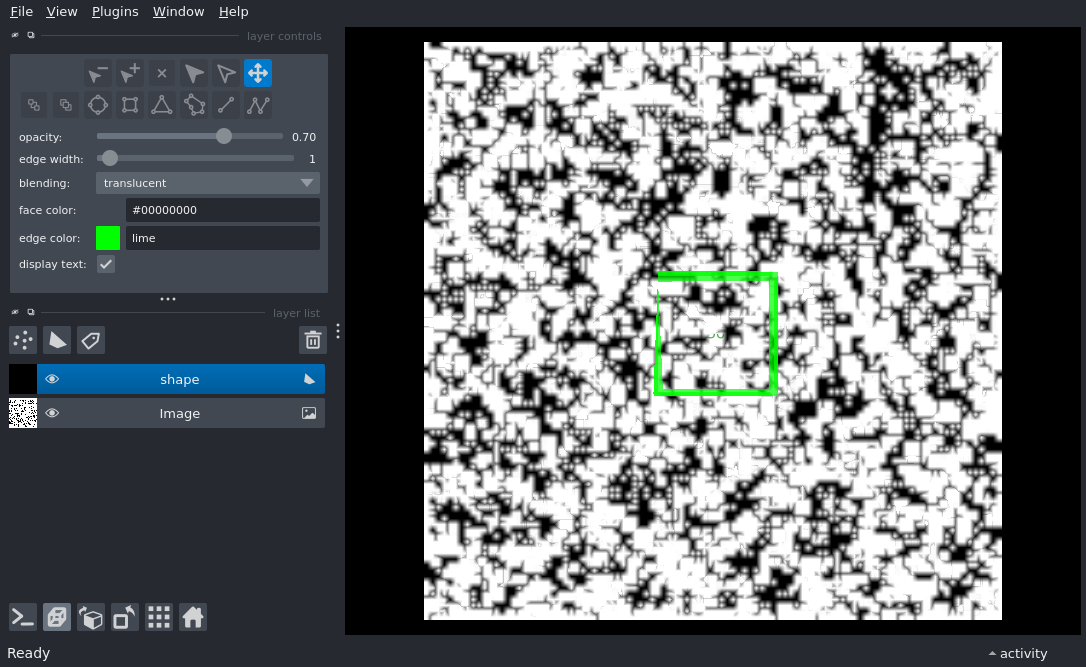 File View Plugins Window Help
layer controls
opacity: 0.70
edge width: 1
blending: translucent
face color: #00000000
edge color: lime
display text:
layer list
shape
Image
Ready activity